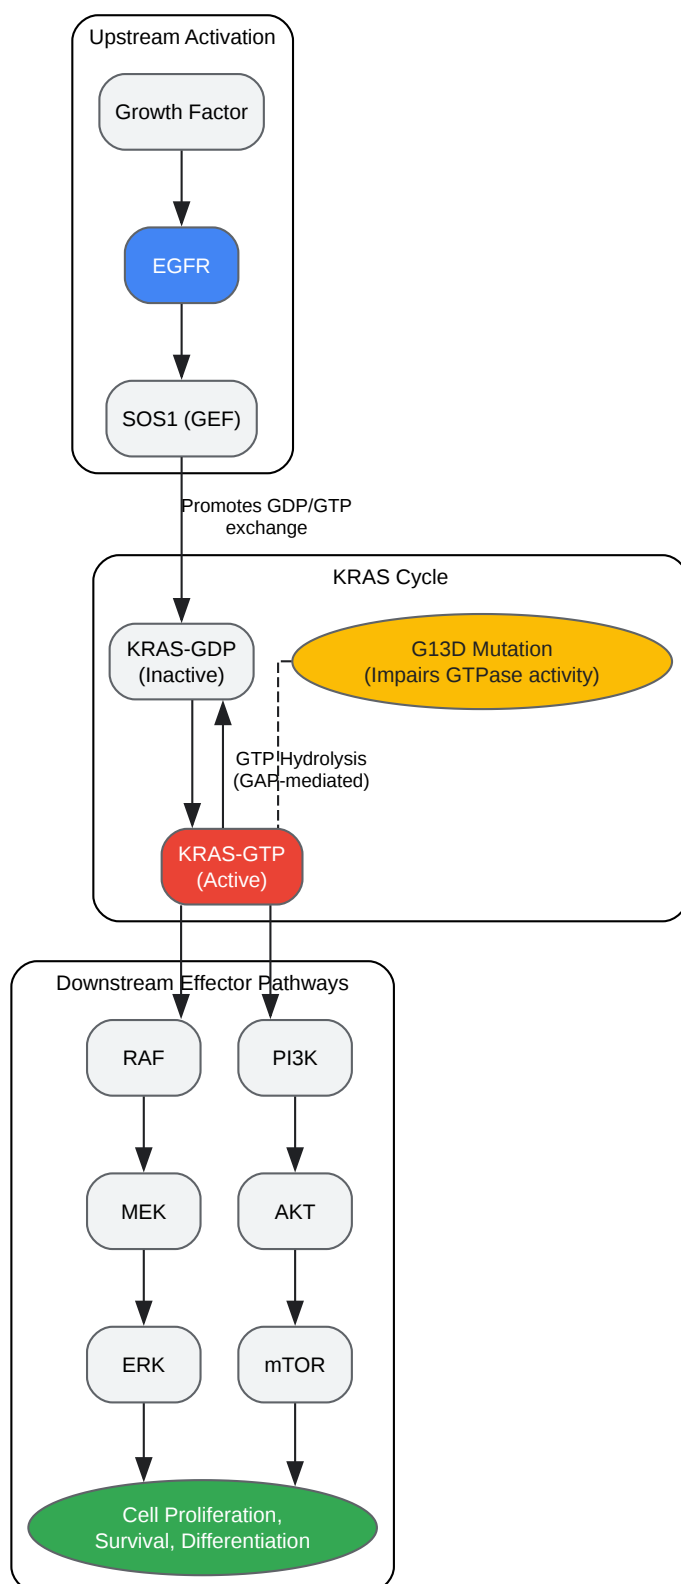 Upstream Activation
Growth Factor
EGFR
SOS1 (GEF)
Promotes GDP/GTP
exchange
KRAS Cycle
KRAS-GDP
(Inactive)
G13D Mutation
(Impairs GTPase activity)
GTP Hydrolysis
(GAP-mediated)
KRAS-GTP
(Active)
Downstream Effector Pathways
RAF
PI3K
MEK
AKT
ERK
mTOR
Cell Proliferation,
Survival, Differentiation